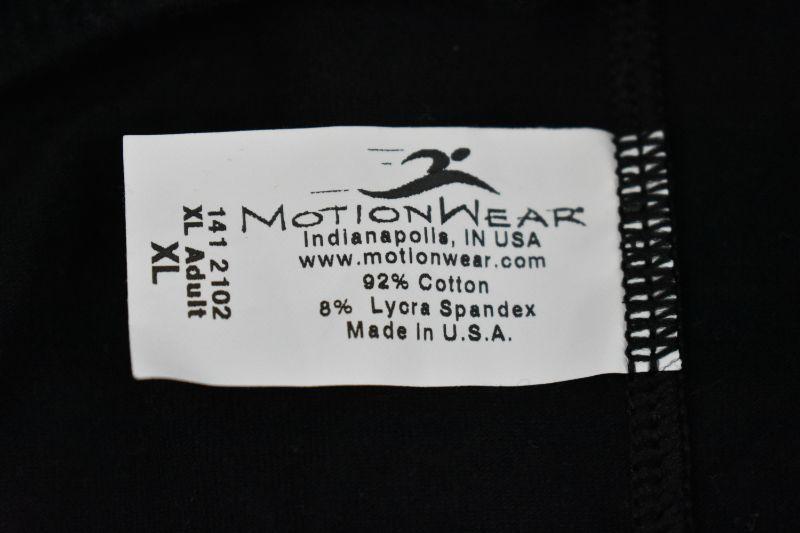 MOTIONWEAR
Indianapolis, IN USA
www.motionwear.com
92% Cotton
8% Lycra Spandex
Made in U.S.A.
141 2102
XL Adult
XL